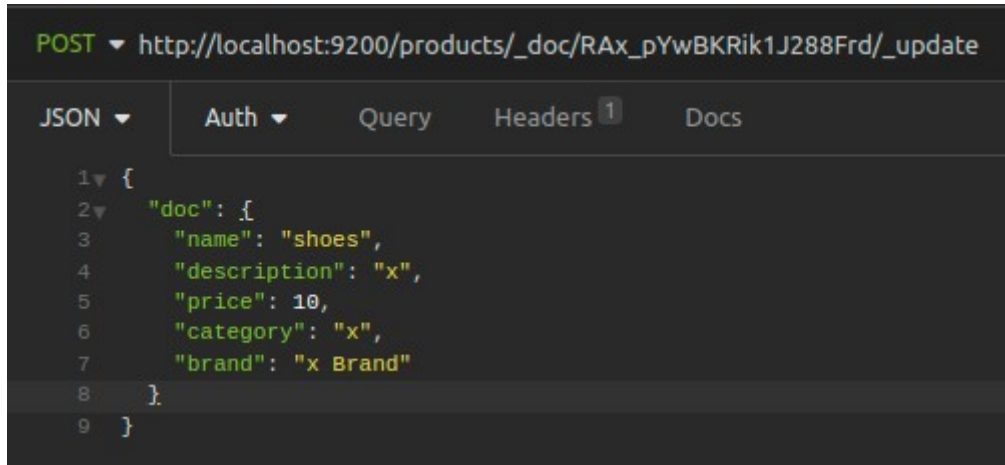 POST http://localhost:9200/products/_doc/RAx_pYwBKRik1J288Frd/_update
JSON Auth Query Headers 1 Docs
1 {
2 "doc": {
3 "name": "shoes",
4 "description": "x",
5 "price": 10,
6 "category": "x",
7 "brand": "x Brand"
8 }
9 }